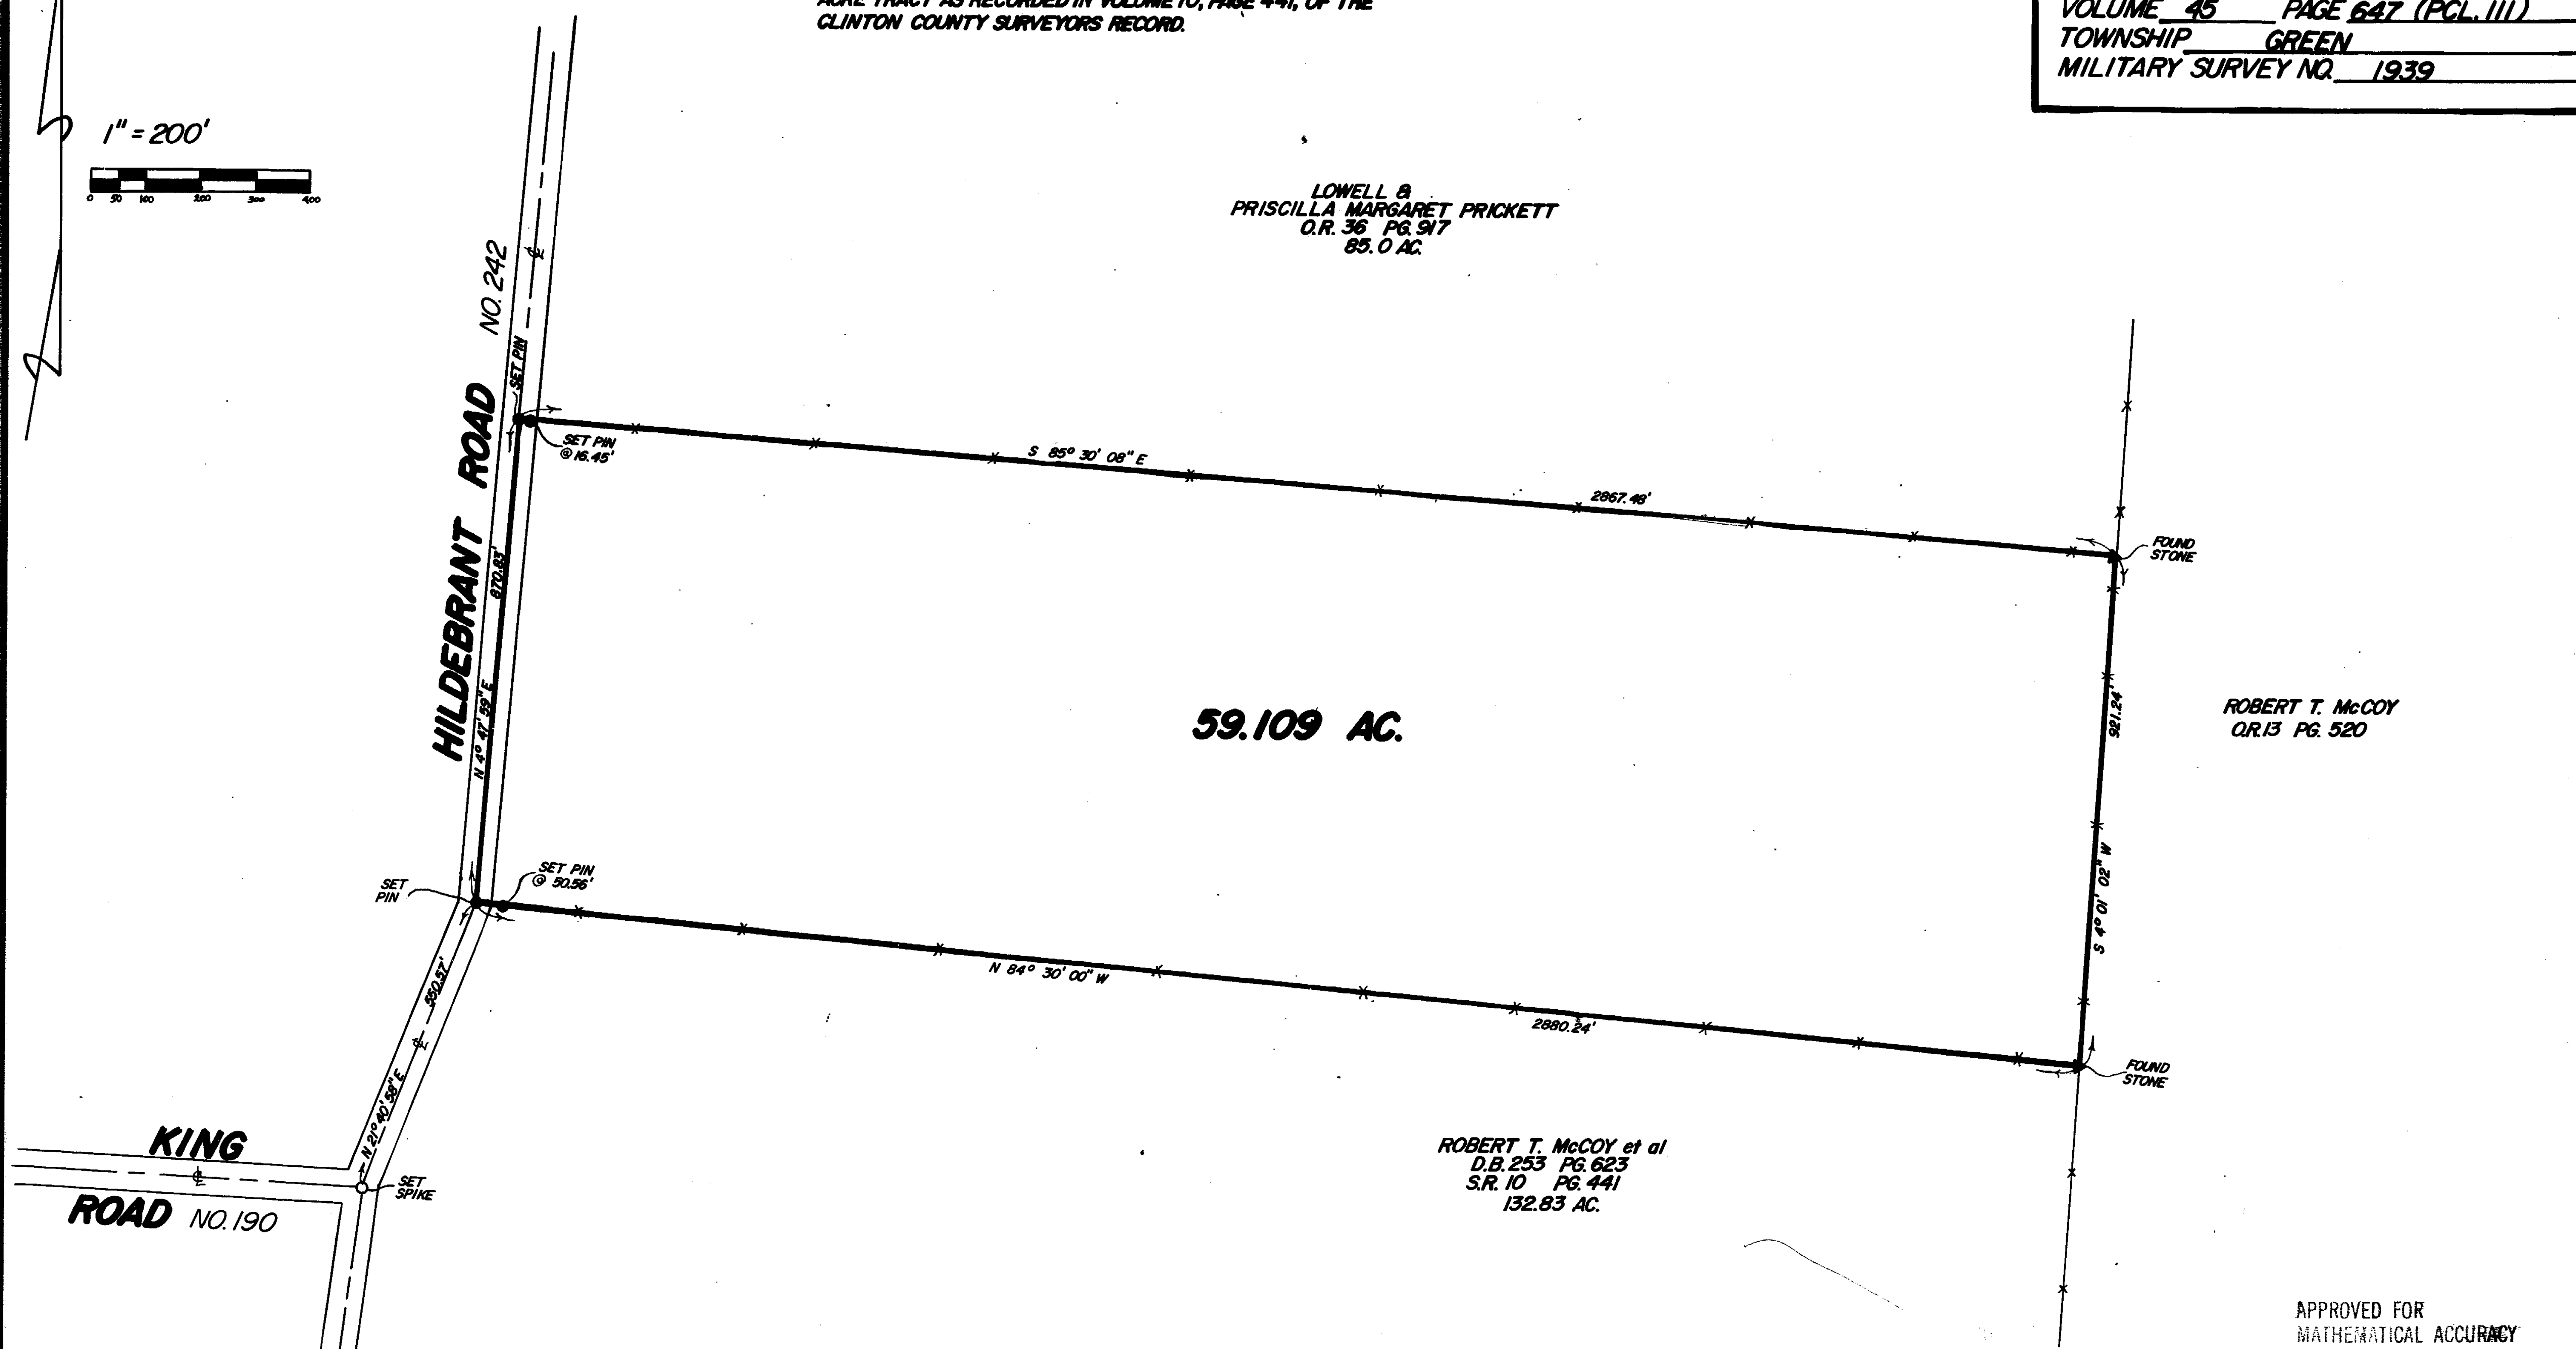 ACRE TRACT AS RECORDED IN VOLUME 10, PAGE 441, OF THE
CLINTON COUNTY SURVEYORS RECORD.
VOLUME 45 PAGE 647 (PCL. III)
TOWNSHIP GREEN
MILITARY SURVEY NO. 1939
1" = 200'
0 50 100 200 300 400
LOWELL &
PRISCILLA MARGARET PRICKETT
O.R. 36 PG. 917
85.0 AC.
HILDEBRANT ROAD NO. 242
SET PIN
SET PIN
@ 16.45'
S 85° 30' 08" E
2867.48'
FOUND
STONE
870.83'
N 4° 47' 59" E
59.109 AC.
921.24'
S 4° 01' 02" W
ROBERT T. McCOY
O.R. 13 PG. 520
SET PIN
@ 50.56'
SET
PIN
N 84° 30' 00" W
2880.24'
FOUND
STONE
550.57'
N 21° 40' 58" E
KING
ROAD NO. 190
SET
SPIKE
ROBERT T. McCOY et al
D.B. 253 PG. 623
S.R. 10 PG. 441
132.83 AC.
APPROVED FOR
MATHEMATICAL ACCURACY